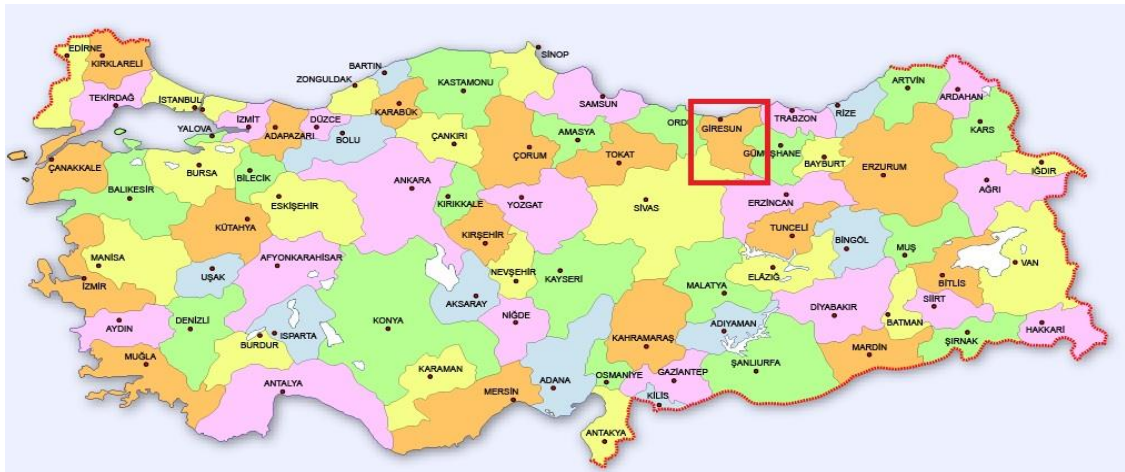 EDİRNE
KIRKLARELİ
TEKİRDAĞ
İSTANBUL
YALOVA
İZMİT
ADAPAZARI
DÜZCE
BOLU
ZONGULDAK
BARTIN
KARABÜK
KASTAMONU
SİNOP
ÇANKIRI
SAMSUN
AMASYA
ÇORUM
TOKAT
ORDU
GİRESUN
GÜMÜŞHANE
TRABZON
RİZE
BAYBURT
ARTVİN
ARDAHAN
KARS
ERZURUM
IĞDIR
AĞRI
ÇANAKKALE
BALIKESİR
BURSA
BİLECİK
ESKİŞEHİR
KÜTAHYA
ANKARA
KIRIKKALE
YOZGAT
SİVAS
ERZİNCAN
TUNCELİ
BİNGÖL
MUŞ
BİTLİS
VAN
MANİSA
İZMİR
UŞAK
AFYONKARAHİSAR
KIRŞEHİR
NEVŞEHİR
AKSARAY
KAYSERİ
NİĞDE
MALATYA
ELAZIĞ
DİYABAKIR
BATMAN
SİİRT
HAKKARİ
ŞIRNAK
MARDİN
AYDIN
DENİZLİ
MUĞLA
BURDUR
ISPARTA
KONYA
ANTALYA
KARAMAN
MERSİN
ADANA
KAHRAMARAŞ
OSMANİYE
ADIYAMAN
GAZİANTEP
KİLİS
ŞANLIURFA
ANTAKYA